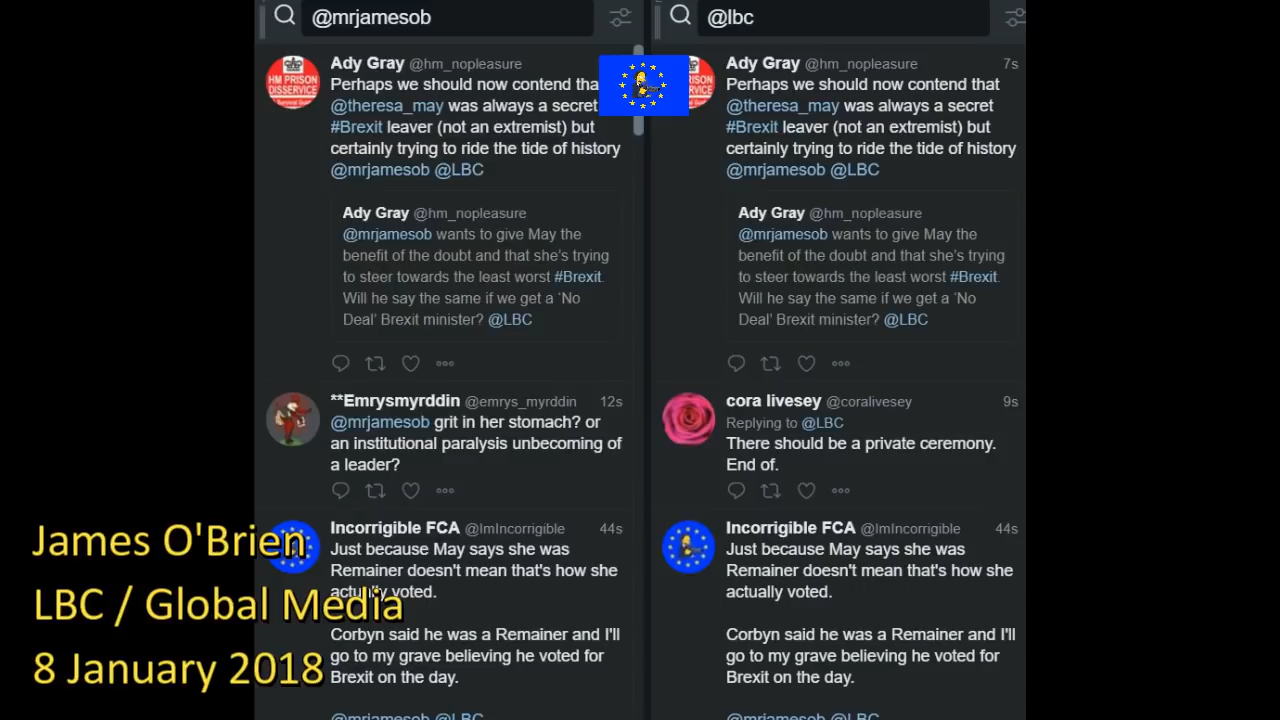 @mrjamesob
Ady Gray @hm_nopleasure
Perhaps we should now contend tha
@theresa_may was always a secret
#Brexit leaver (not an extremist) but
certainly trying to ride the tide of history
@mrjamesob @LBC
Ady Gray @hm_nopleasure
@mrjamesob wants to give May the
benefit of the doubt and that she's trying
to steer towards the least worst #Brexit.
Will he say the same if we get a 'No
Deal' Brexit minister? @LBC
**Emrysmyrddin @emrys_myrddin 12s
@mrjamesob grit in her stomach? or
an institutional paralysis unbecoming of
a leader?
Incorrigible FCA @ImIncorrigible 44s
Just because May says she was
Remainer doesn't mean that's how she
actually voted.
Corbyn said he was a Remainer and I'll
go to my grave believing he voted for
Brexit on the day.
@mrjamesob @LBC
@lbc
Ady Gray @hm_nopleasure 7s
Perhaps we should now contend that
@theresa_may was always a secret
#Brexit leaver (not an extremist) but
certainly trying to ride the tide of history
@mrjamesob @LBC
Ady Gray @hm_nopleasure
@mrjamesob wants to give May the
benefit of the doubt and that she's trying
to steer towards the least worst #Brexit.
Will he say the same if we get a 'No
Deal' Brexit minister? @LBC
cora livesey @coralivesey 9s
Replying to @LBC
There should be a private ceremony.
End of.
Incorrigible FCA @ImIncorrigible 44s
Just because May says she was
Remainer doesn't mean that's how she
actually voted.
Corbyn said he was a Remainer and I'll
go to my grave believing he voted for
Brexit on the day.
@mrjamesob @LBC
HM PRISON
DISSERVICE
James O'Brien
LBC / Global Media
8 January 2018